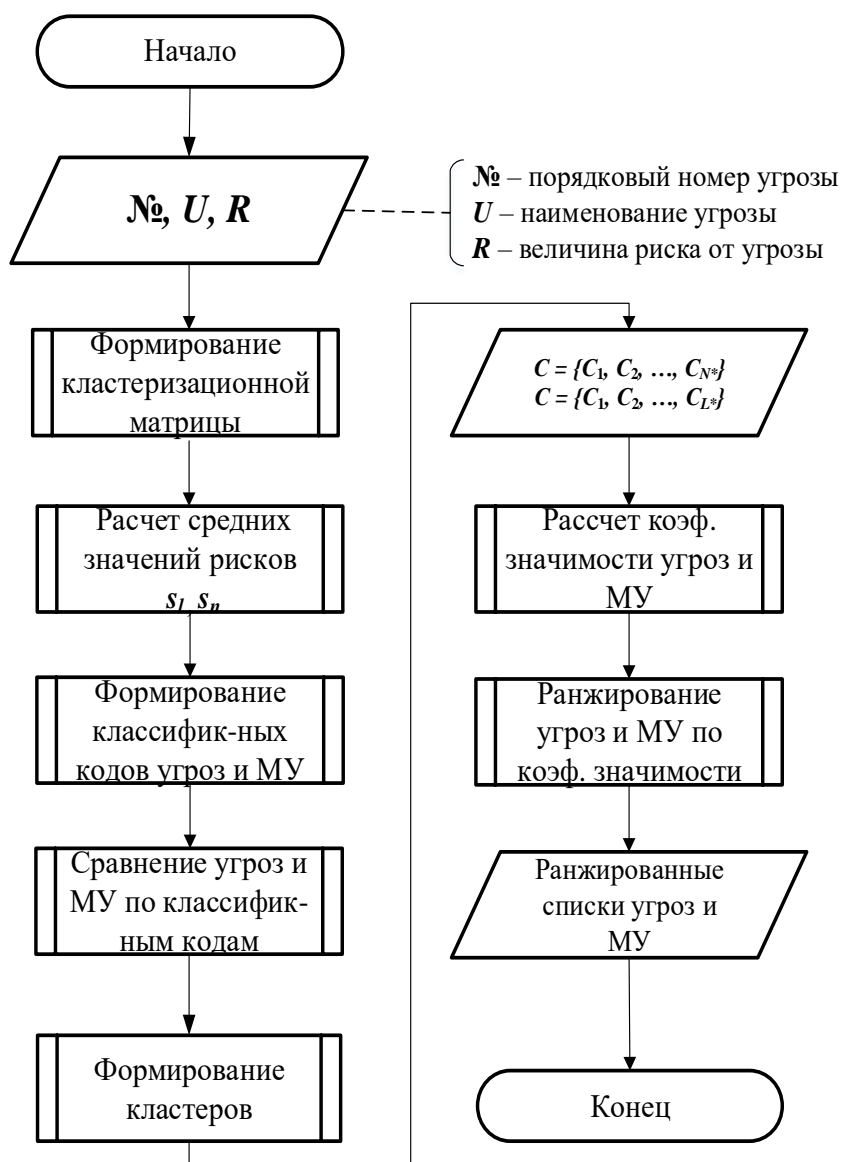 Начало
№, U, R
№ – порядковый номер угрозы
U – наименование угрозы
R – величина риска от угрозы
Формирование
кластеризационной
матрицы
Расчет средних
значений рисков
s_l, s_n
Формирование
классифик-ных
кодов угроз и МУ
Сравнение угроз и
МУ по классифик-
ным кодам
Формирование
кластеров
C = {C₁, C₂, …, C_{N*}}
C = {C₁, C₂, …, C_{L*}}
Рассчет коэф.
значимости угроз и
МУ
Ранжирование
угроз и МУ по
коэф. значимости
Ранжированные
списки угроз и
МУ
Конец